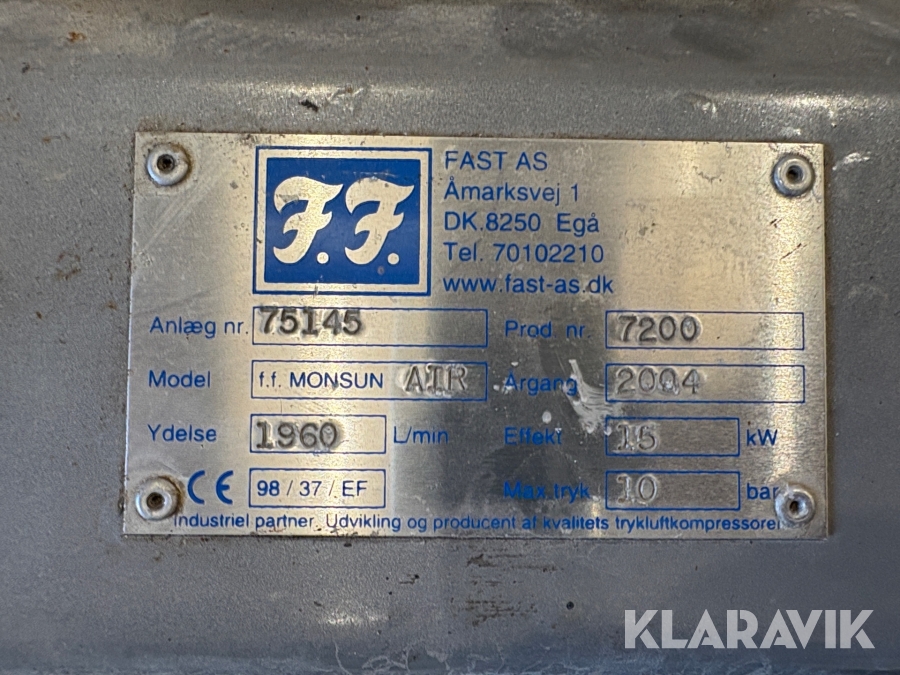 F.F.
FAST AS
Åmarksvej 1
DK.8250 Egå
Tel. 70102210
www.fast-as.dk
Anlæg nr. 75145 Prod nr. 7200
Model f.f. MONSUN AIR Årgang 2004
Ydelse 1960 L/min Effekt 15 kW
CE 98 / 37 / EF Max.tryk 10 bar
Industriel partner. Udvikling og producent af kvalitets trykluftkompressorer
KLARAVIK